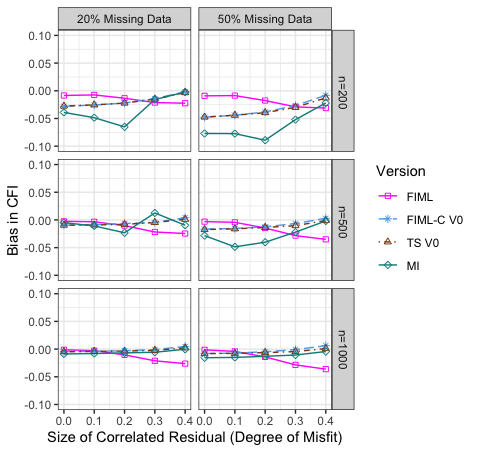 20% Missing Data
50% Missing Data
0.10
0.05
0.00
-0.05
-0.10
n=200
0.10
0.05
0.00
-0.05
-0.10
n=500
0.10
0.05
0.00
-0.05
-0.10
n=1000
0.0 0.1 0.2 0.3 0.4
0.0 0.1 0.2 0.3 0.4
Bias in CFI
Size of Correlated Residual (Degree of Misfit)
Version
FIML
FIML-C V0
TS V0
MI